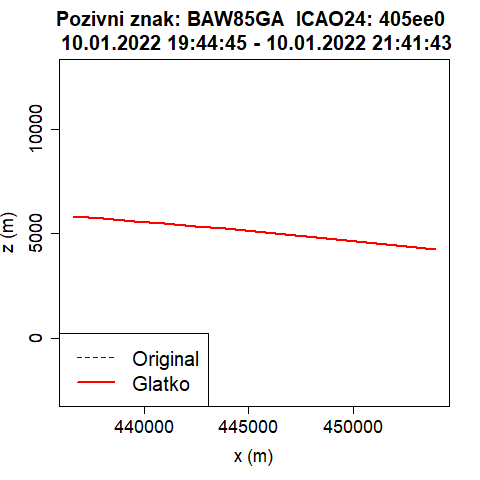 Pozivni znak: BAW85GA  ICAO24: 405ee0
10.01.2022 19:44:45 - 10.01.2022 21:41:43
10000
5000
0
z (m)
Original
Glatko
440000 445000 450000
x (m)